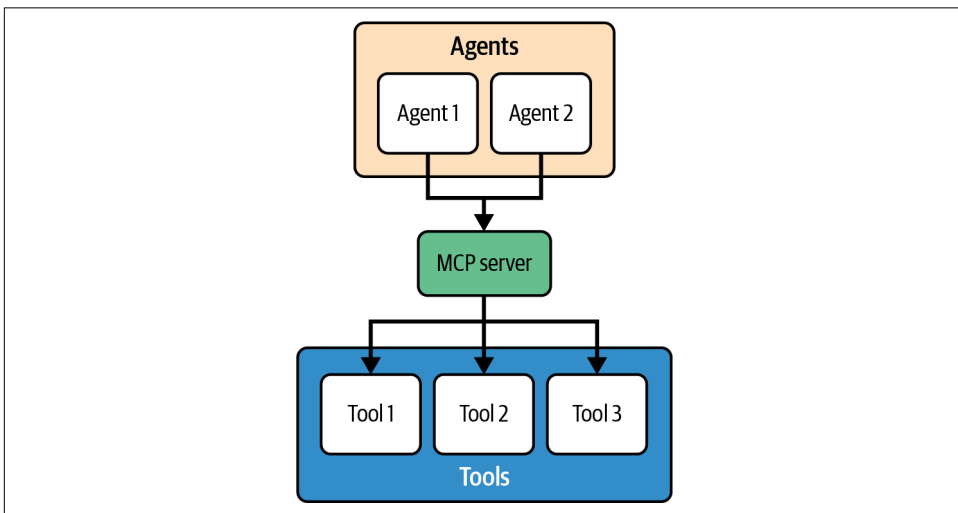 Agents
Agent 1
Agent 2
MCP server
Tool 1
Tool 2
Tool 3
Tools